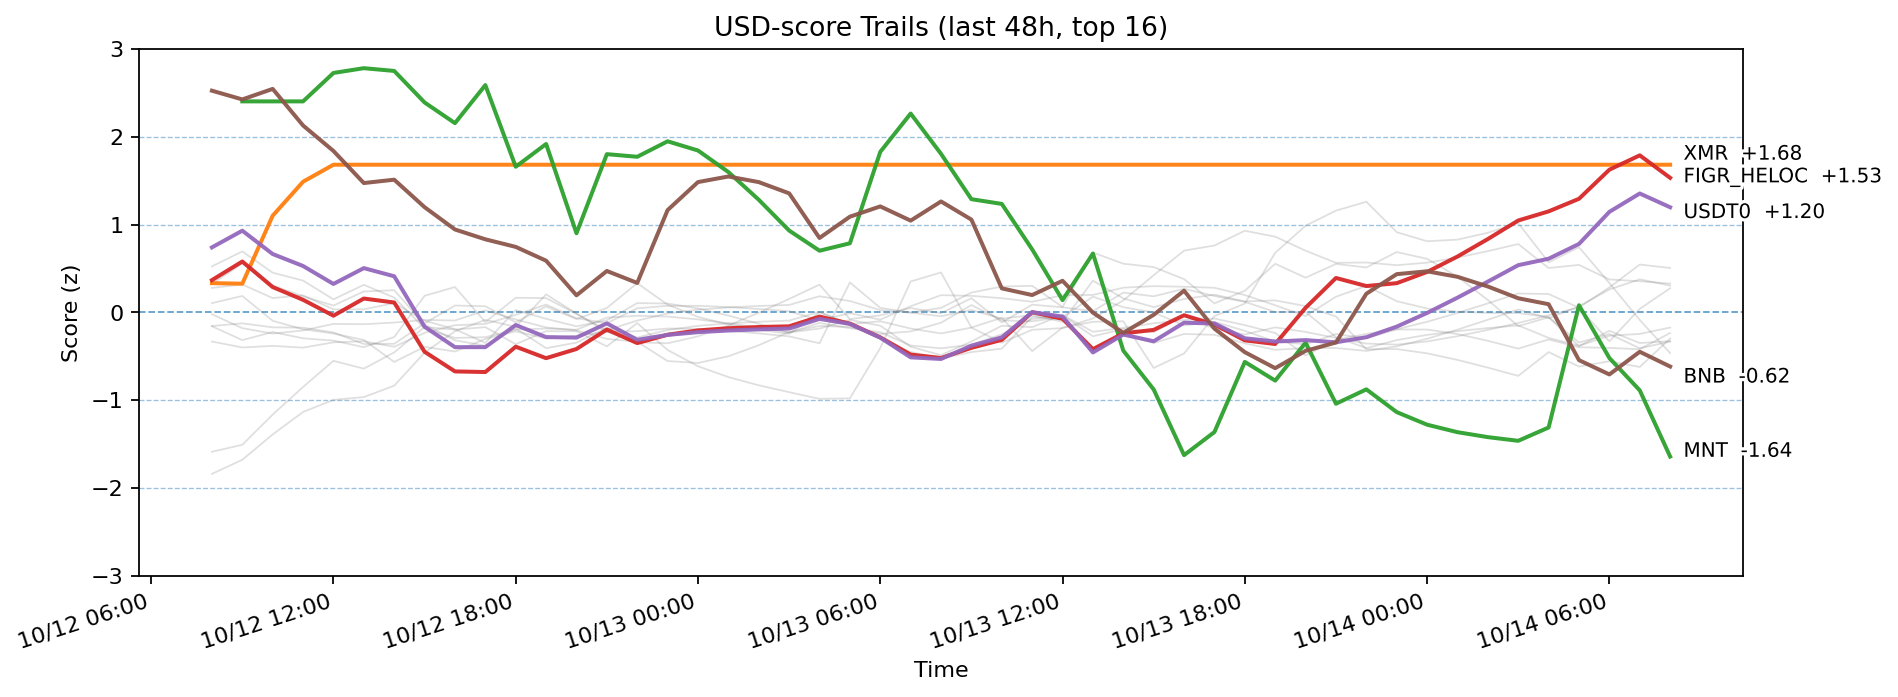 USD-score Trails (last 48h, top 16)
3
2
1
0
−1
−2
−3
Score (z)
XMR +1.68
FIGR_HELOC +1.53
USDT0 +1.20
BNB -0.62
MNT -1.64
10/12 06:00
10/12 12:00
10/12 18:00
10/13 00:00
10/13 06:00
10/13 12:00
10/13 18:00
10/14 00:00
10/14 06:00
Time